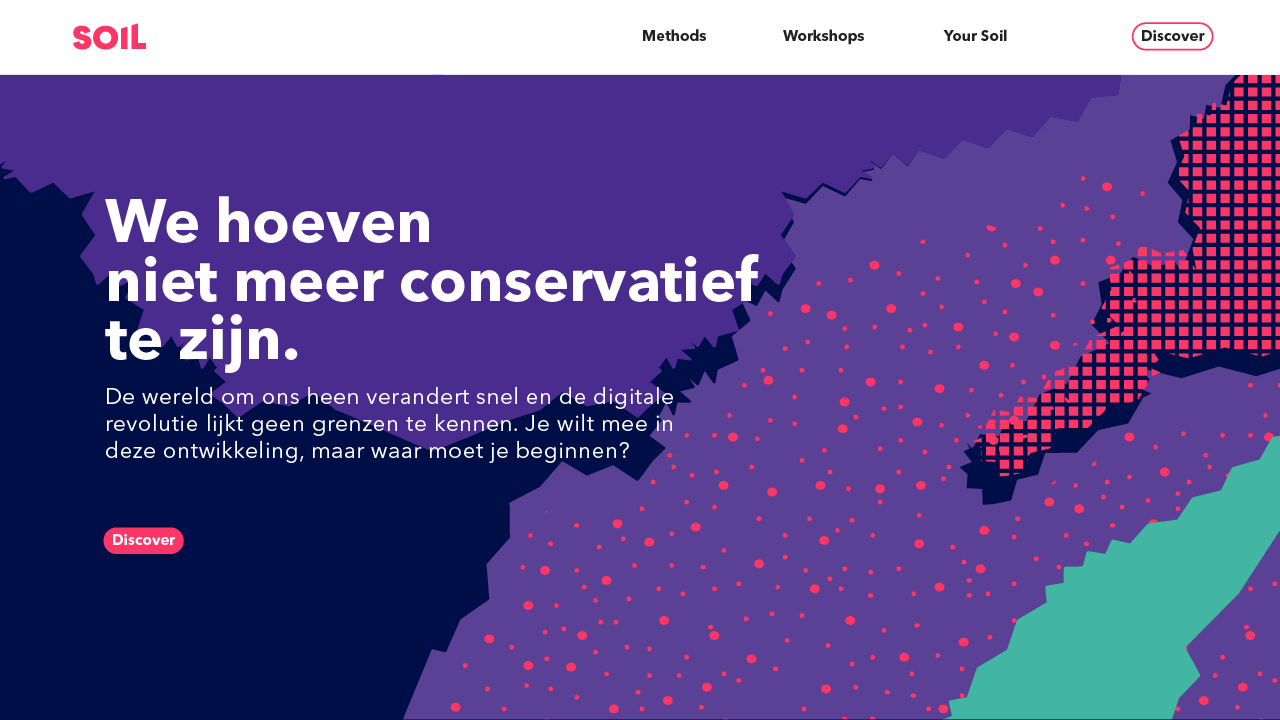 SOIL
Methods
Workshops
Your Soil
Discover
We hoeven
niet meer conservatief
te zijn.
De wereld om ons heen verandert snel en de digitale
revolutie lijkt geen grenzen te kennen. Je wilt mee in
deze ontwikkeling, maar waar moet je beginnen?
Discover